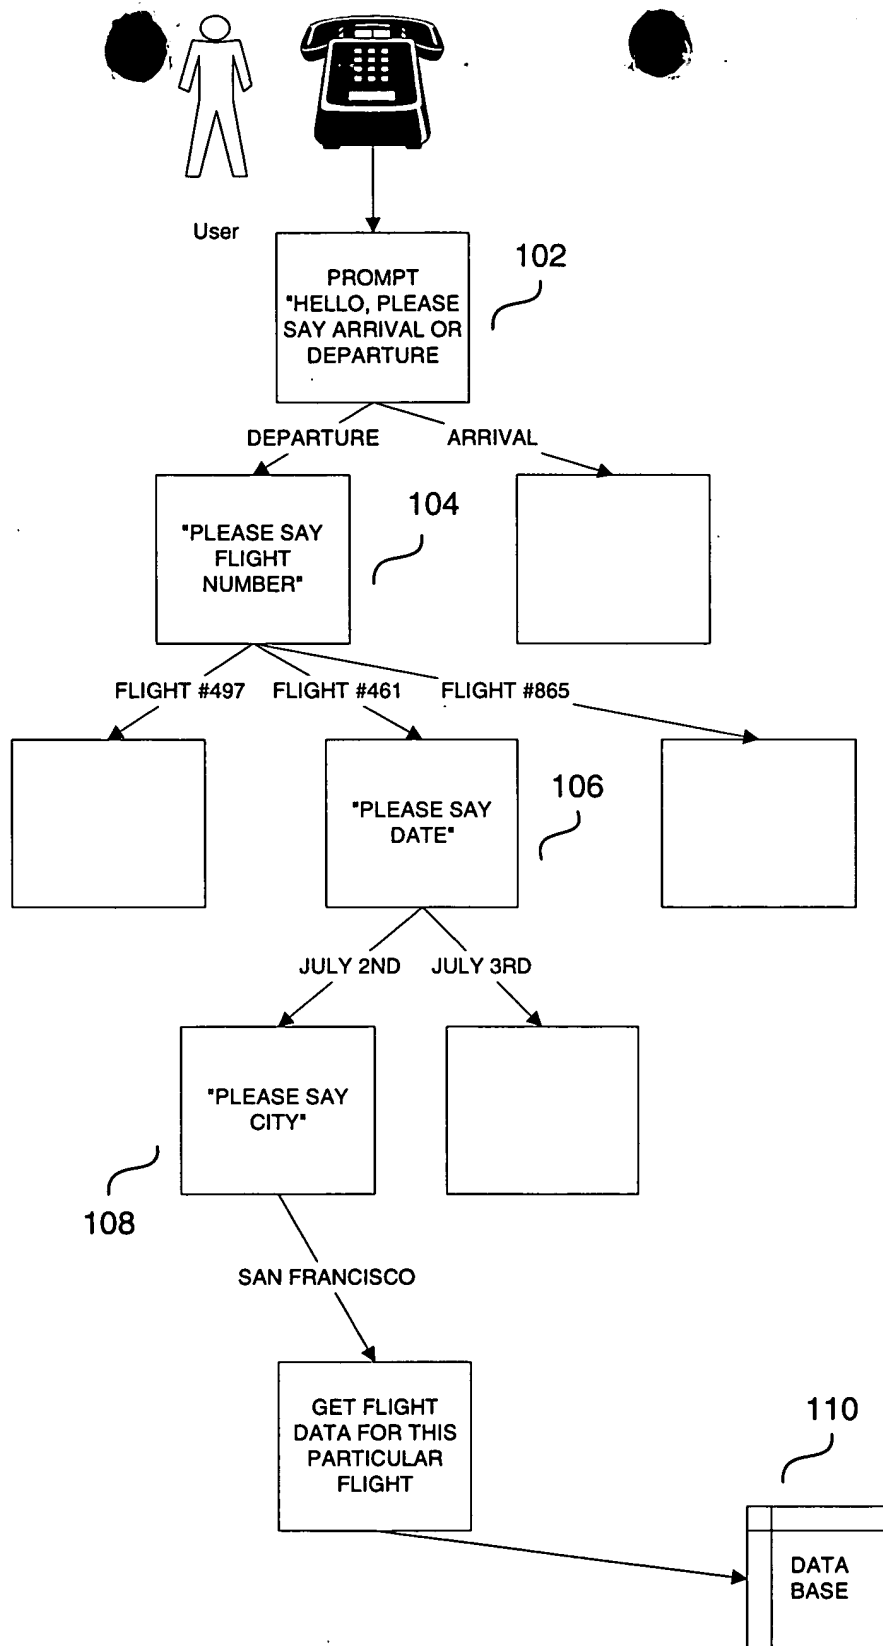 User
PROMPT
"HELLO, PLEASE
SAY ARRIVAL OR
DEPARTURE
102
DEPARTURE
ARRIVAL
"PLEASE SAY
FLIGHT
NUMBER"
104
FLIGHT #497
FLIGHT #461
FLIGHT #865
"PLEASE SAY
DATE"
106
JULY 2ND
JULY 3RD
"PLEASE SAY
CITY"
108
SAN FRANCISCO
GET FLIGHT
DATA FOR THIS
PARTICULAR
FLIGHT
110
DATA
BASE